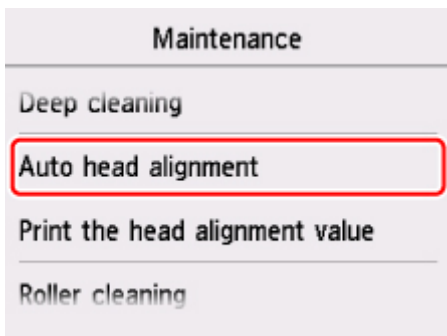 Maintenance
Deep cleaning
Auto head alignment
Print the head alignment value
Roller cleaning